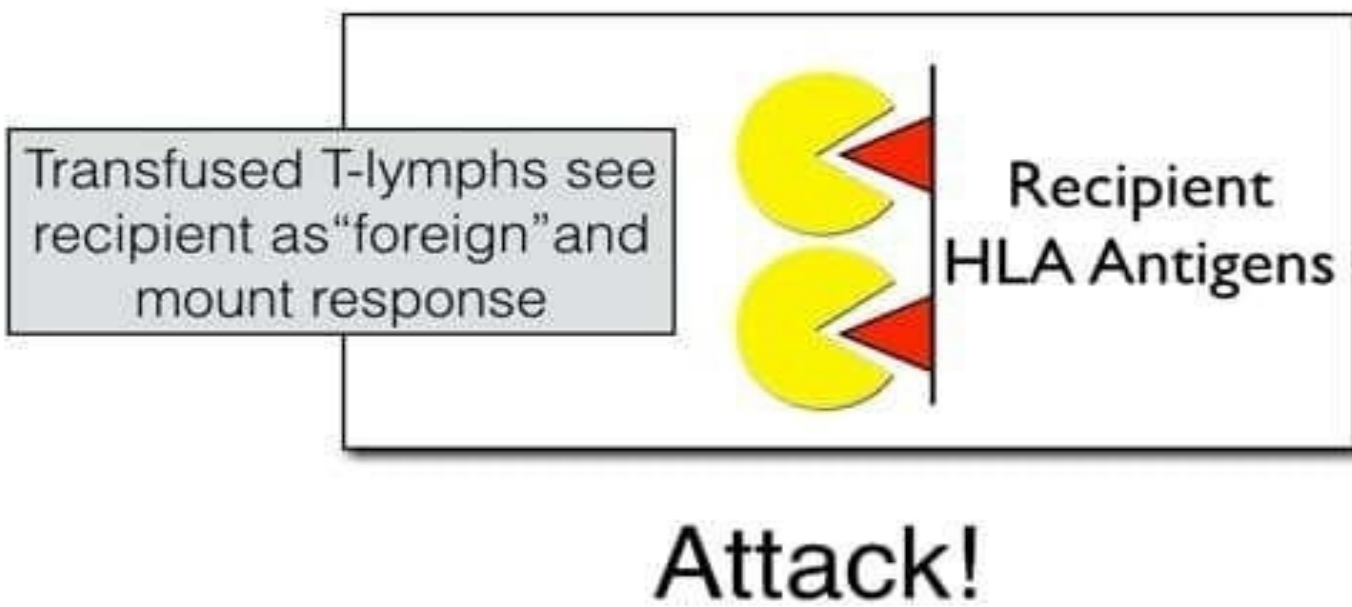 Transfused T-lymphs see
recipient as“foreign”and
mount response
Recipient
HLA Antigens
Attack!